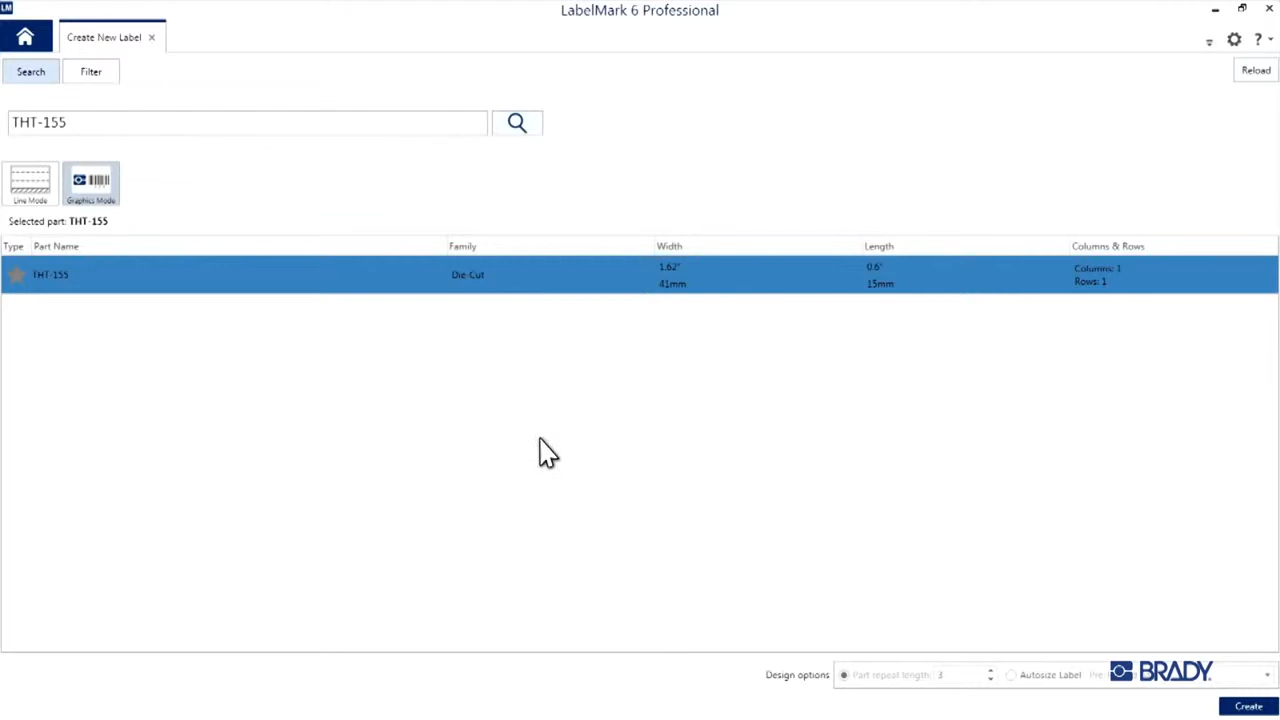 LM
LabelMark 6 Professional
Create New Label
?
Search
Filter
Reload
THT-155
Line Mode
Graphics Mode
Selected part: THT-155
Type
Part Name
Family
Width
Length
Columns & Rows
THT-155
Die-Cut
1.62"
41mm
0.6"
15mm
Columns: 1
Rows: 1
Design options
Part repeat length:
3
Autosize Label
BRADY
Create